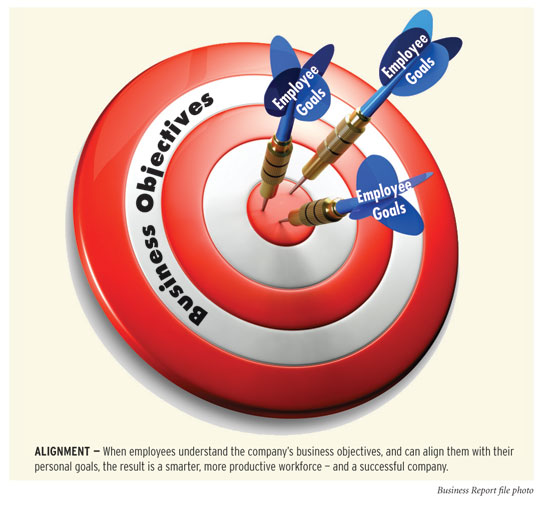 Employee
Goals
Employee
Goals
Employee
Goals
Business Objectives
ALIGNMENT – When employees understand the company's business objectives, and can align them with their
personal goals, the result is a smarter, more productive workforce – and a successful company.
Business Report file photo